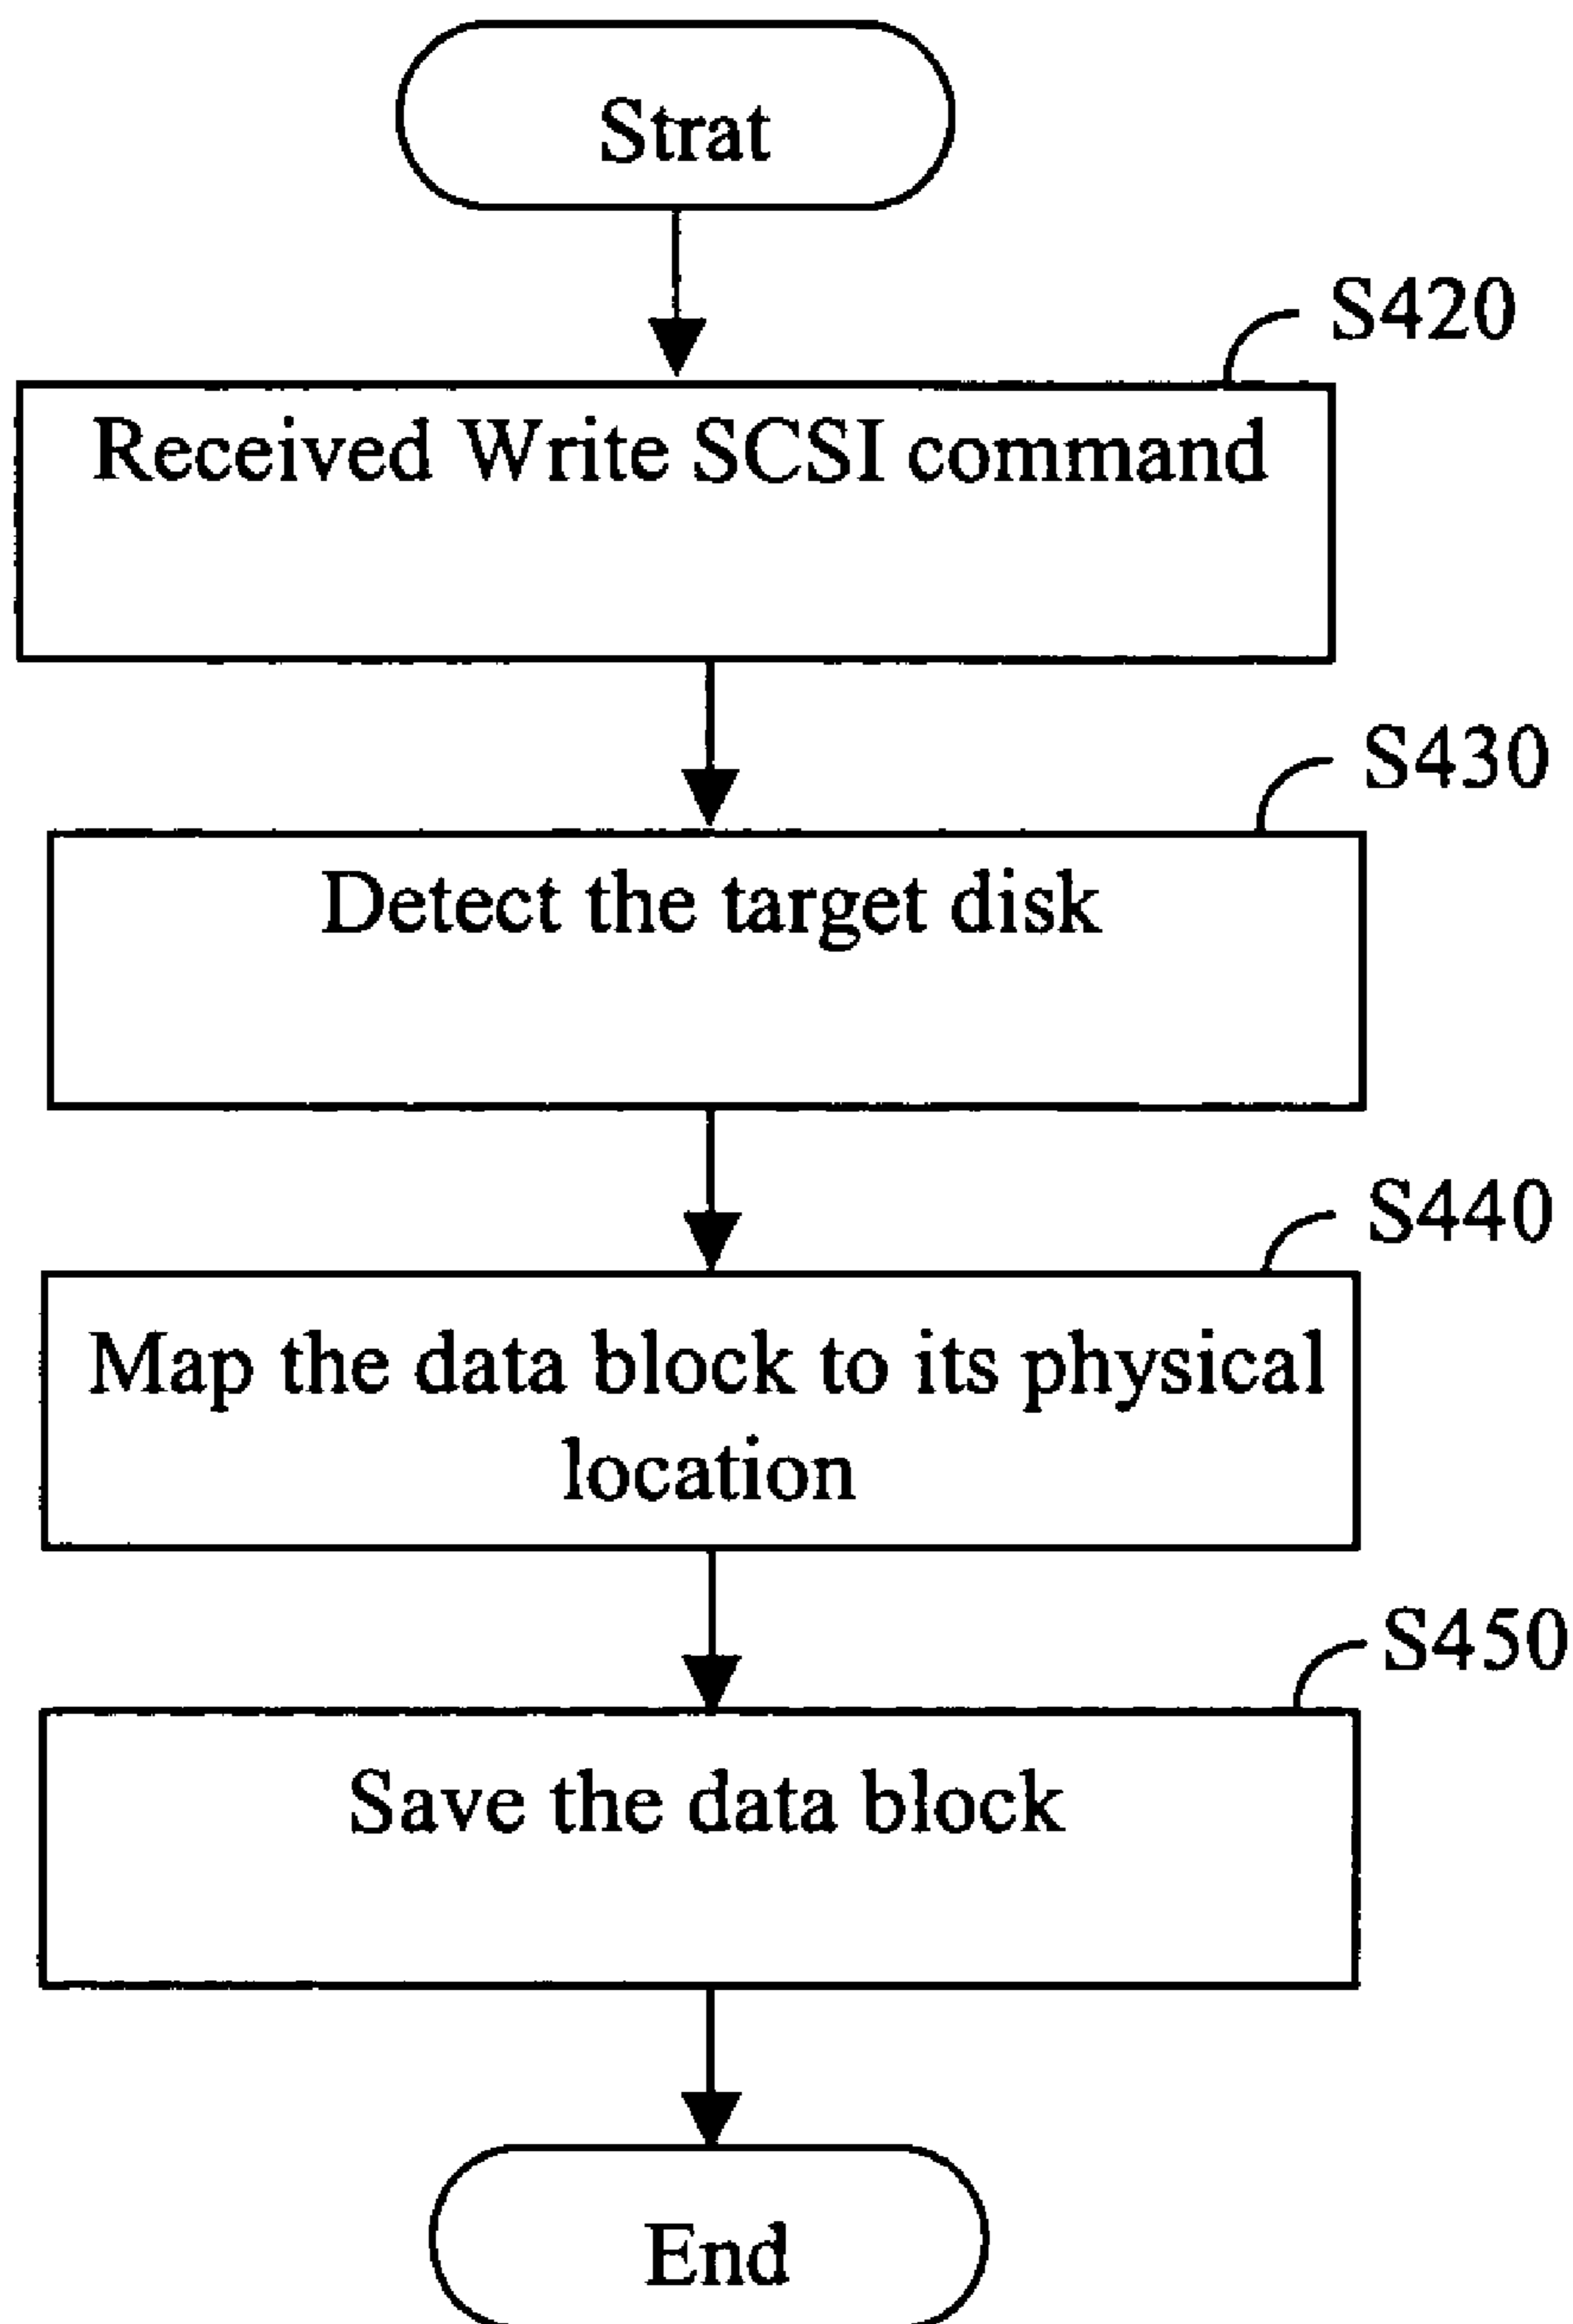 Strat
S420
Received Write SCSI command
S430
Detect the target disk
S440
Map the data block to its physical
location
S450
Save the data block
End